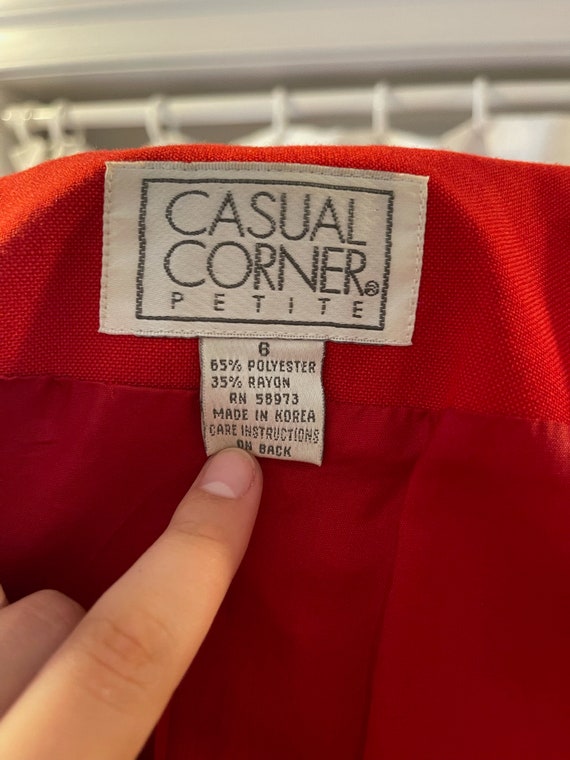 CASUAL
CORNER®
PETITE
6
65% POLYESTER
35% RAYON
RN 58973
MADE IN KOREA
CARE INSTRUCTIONS
ON BACK